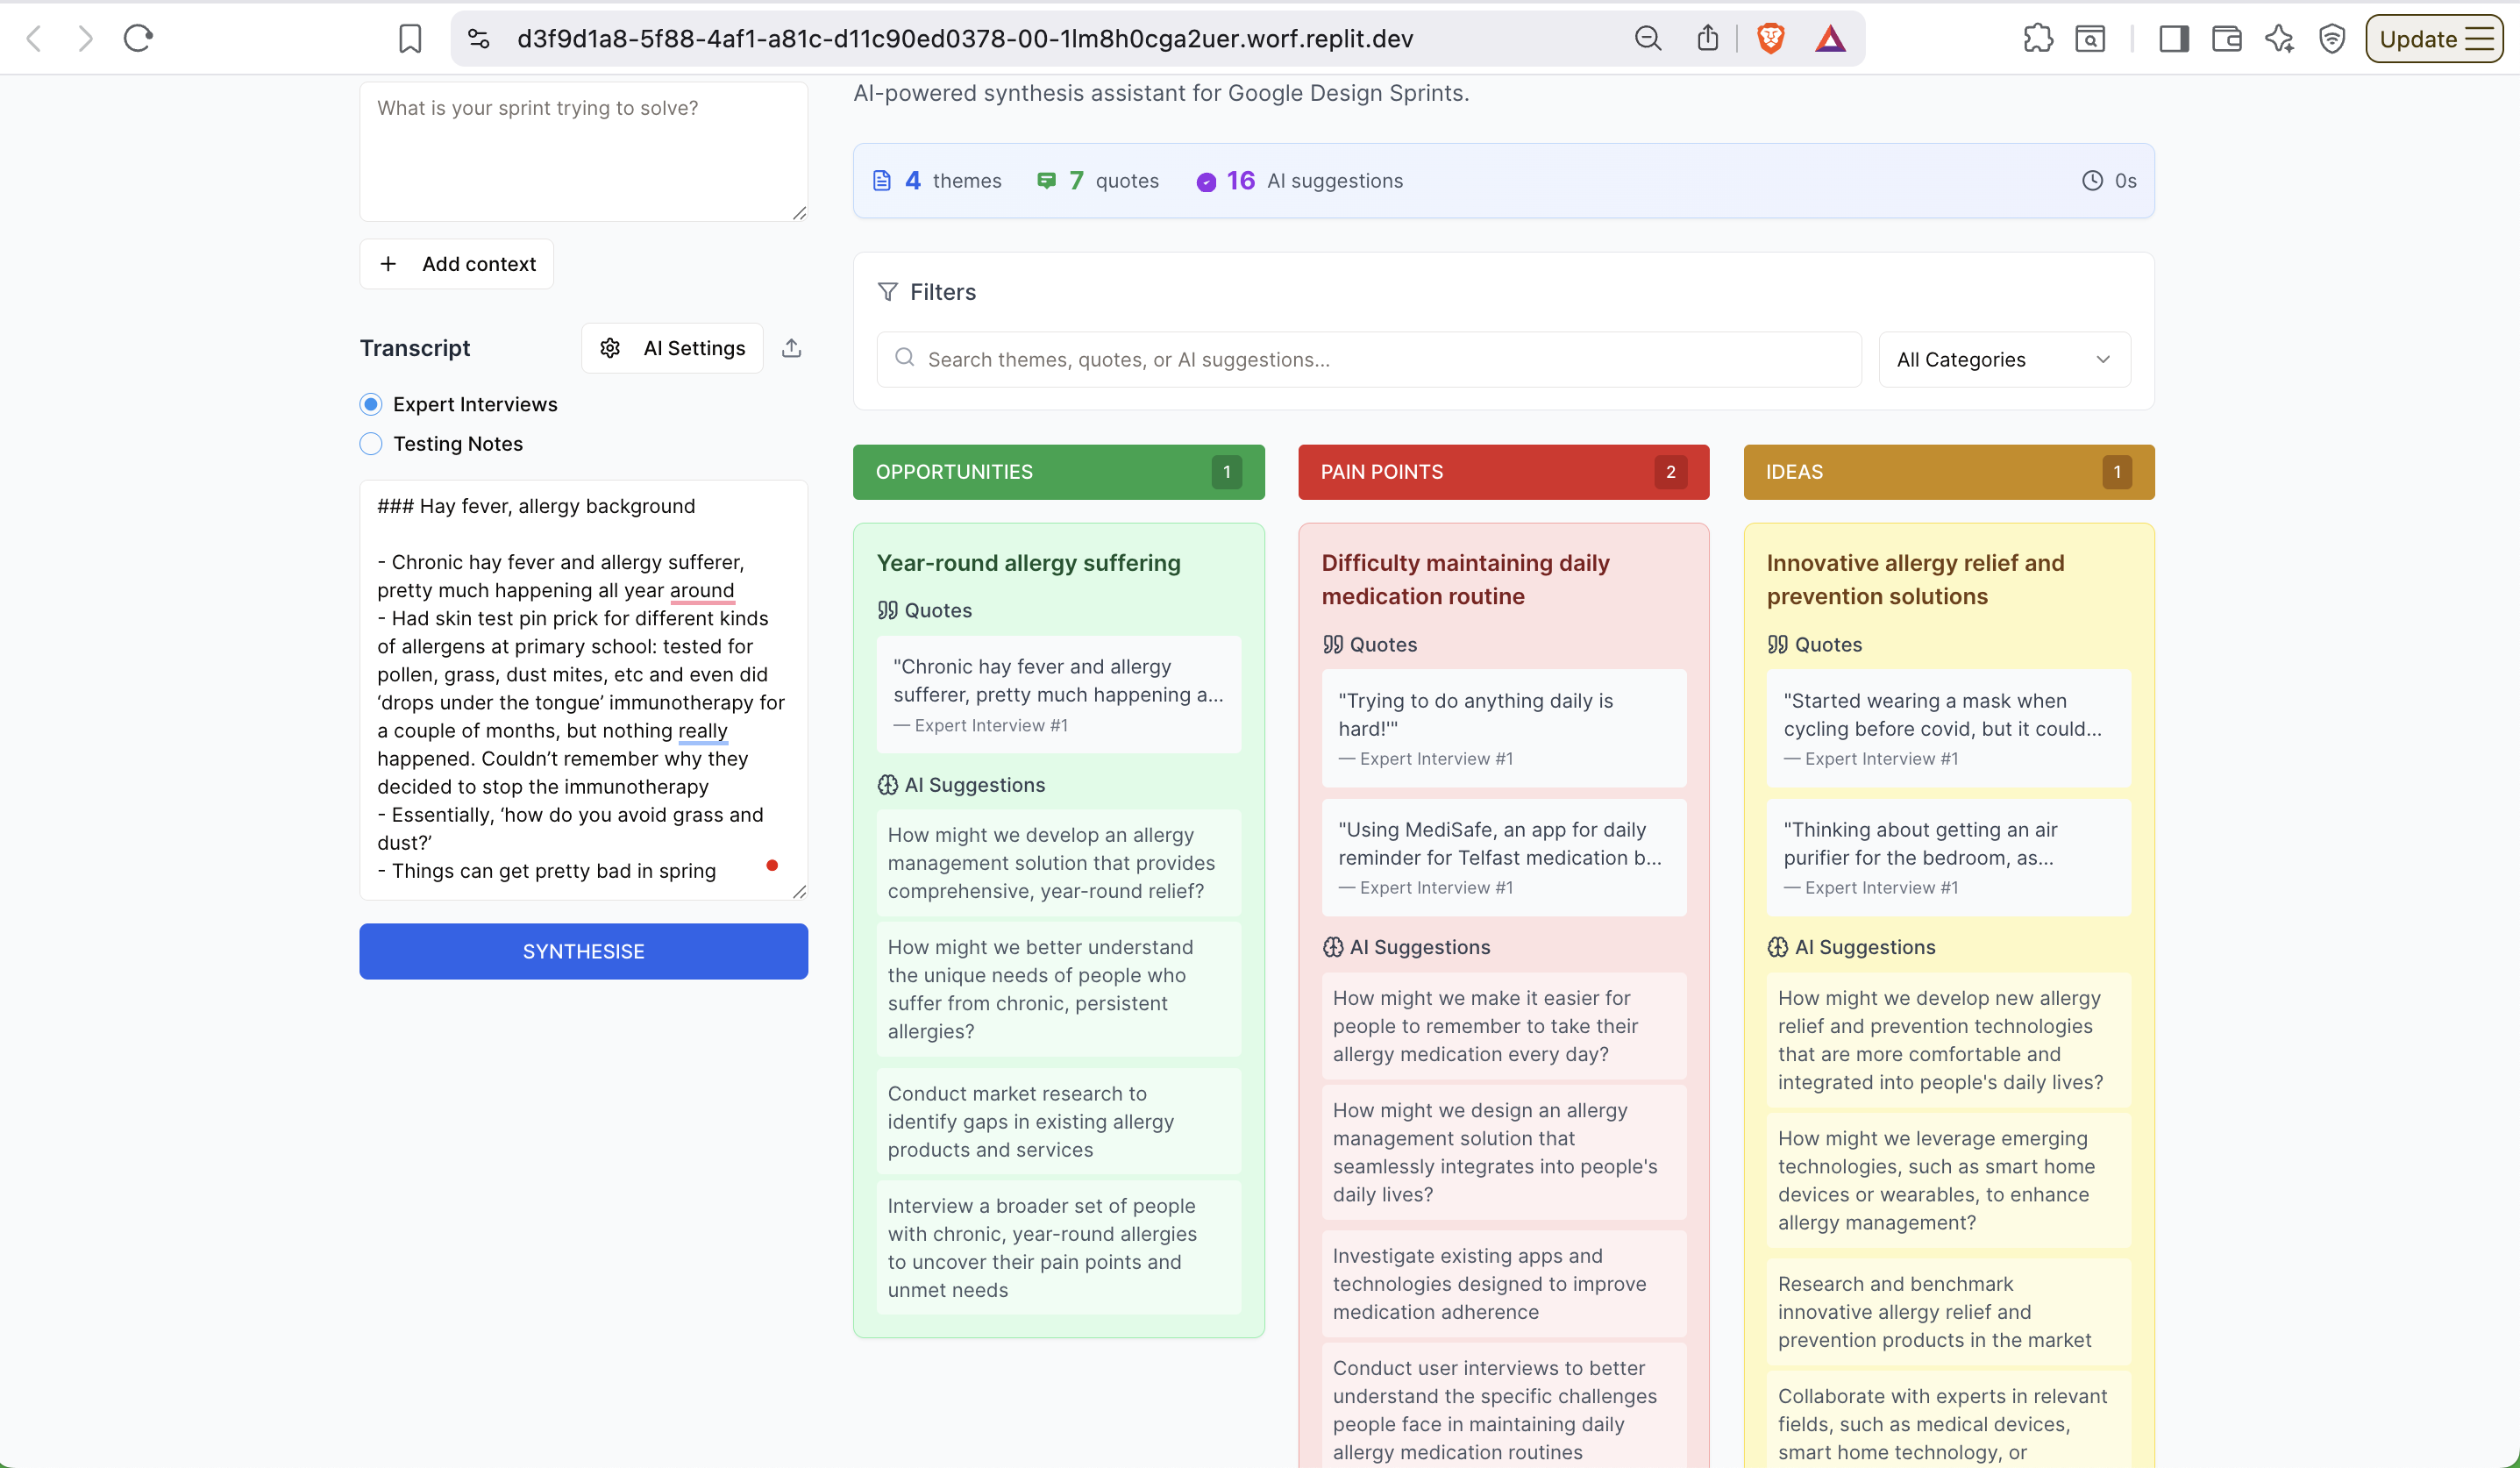 d3f9d1a8-5f88-4af1-a81c-d11c90ed0378-00-1lm8h0cga2uer.worf.replit.dev
Update
What is your sprint trying to solve?
Add context
Transcript
AI Settings
Expert Interviews
Testing Notes
### Hay fever, allergy background
- Chronic hay fever and allergy sufferer,
pretty much happening all year around
- Had skin test pin prick for different kinds
of allergens at primary school: tested for
pollen, grass, dust mites, etc and even did
‘drops under the tongue’ immunotherapy for
a couple of months, but nothing really
happened. Couldn’t remember why they
decided to stop the immunotherapy
- Essentially, ‘how do you avoid grass and
dust?’
- Things can get pretty bad in spring
SYNTHESISE
AI-powered synthesis assistant for Google Design Sprints.
4 themes
7 quotes
16 AI suggestions
0s
Filters
Search themes, quotes, or AI suggestions...
All Categories
OPPORTUNITIES
1
Year-round allergy suffering
Quotes
"Chronic hay fever and allergy
sufferer, pretty much happening a...
— Expert Interview #1
AI Suggestions
How might we develop an allergy
management solution that provides
comprehensive, year-round relief?
How might we better understand
the unique needs of people who
suffer from chronic, persistent
allergies?
Conduct market research to
identify gaps in existing allergy
products and services
Interview a broader set of people
with chronic, year-round allergies
to uncover their pain points and
unmet needs
PAIN POINTS
2
Difficulty maintaining daily
medication routine
Quotes
"Trying to do anything daily is
hard!'"
— Expert Interview #1
"Using MediSafe, an app for daily
reminder for Telfast medication b...
— Expert Interview #1
AI Suggestions
How might we make it easier for
people to remember to take their
allergy medication every day?
How might we design an allergy
management solution that
seamlessly integrates into people's
daily lives?
Investigate existing apps and
technologies designed to improve
medication adherence
Conduct user interviews to better
understand the specific challenges
people face in maintaining daily
allergy medication routines
IDEAS
1
Innovative allergy relief and
prevention solutions
Quotes
"Started wearing a mask when
cycling before covid, but it could...
— Expert Interview #1
"Thinking about getting an air
purifier for the bedroom, as...
— Expert Interview #1
AI Suggestions
How might we develop new allergy
relief and prevention technologies
that are more comfortable and
integrated into people's daily lives?
How might we leverage emerging
technologies, such as smart home
devices or wearables, to enhance
allergy management?
Research and benchmark
innovative allergy relief and
prevention products in the market
Collaborate with experts in relevant
fields, such as medical devices,
smart home technology, or